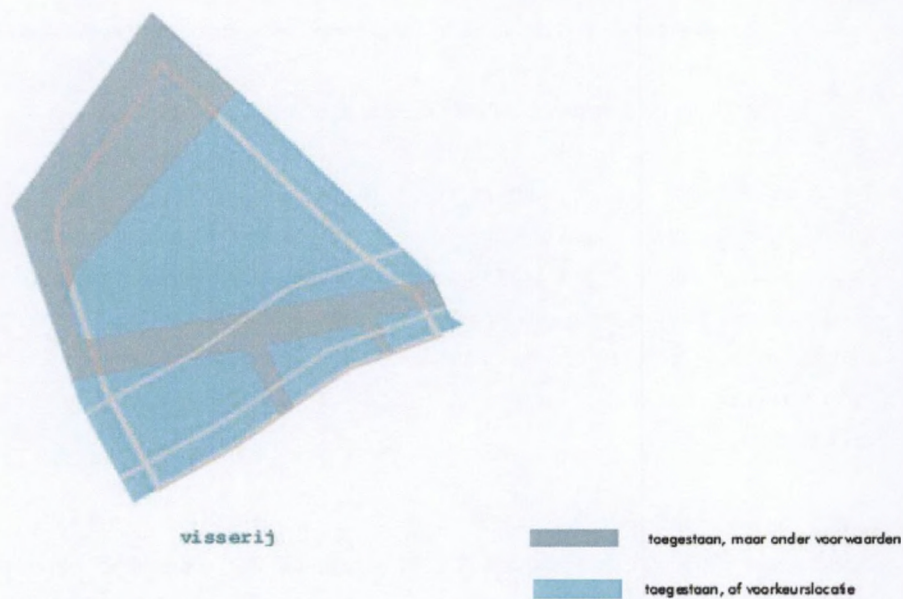 visserij
toegestaan, maar onder voorwaarden
toegestaan, of voorkeurslocatie